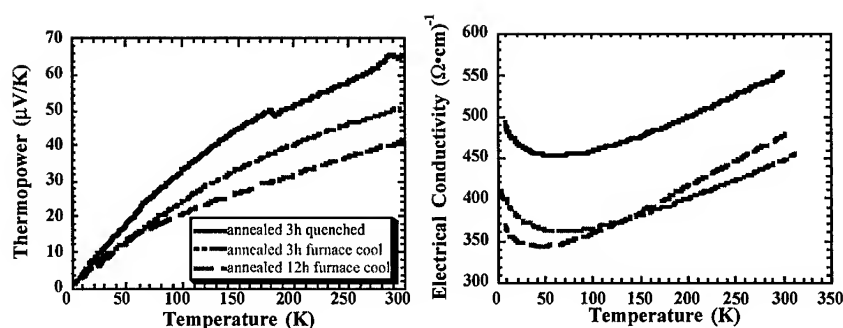 70
60
50
40
30
20
10
0
0 50 100 150 200 250 300
Thermopower (µV/K)
Temperature (K)
annealed 3h quenched
annealed 3h furnace cool
annealed 12h furnace cool
600
550
500
450
400
350
300
0 50 100 150 200 250 300 350
Electrical Conductivity (Ω•cm)-1
Temperature (K)